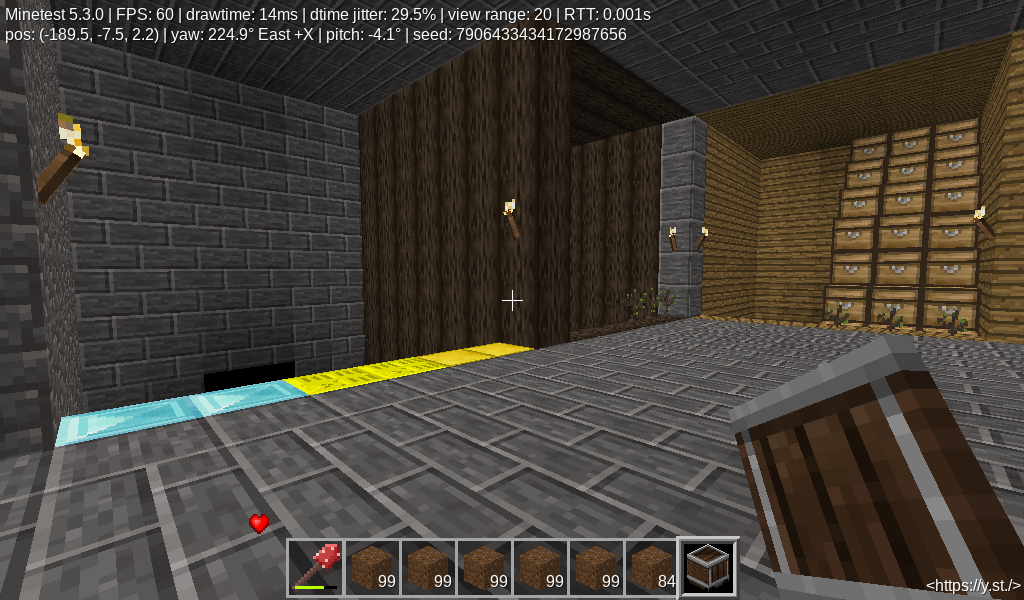 Minetest 5.3.0 | FPS: 60 | drawtime: 14ms | dtime jitter: 29.5% | view range: 20 | RTT: 0.001s
pos: (-189.5, -7.5, 2.2) | yaw: 224.9° East +X | pitch: -4.1° | seed: 7906433434172987656
99 99 99 99 99 84
<https://y.st./>